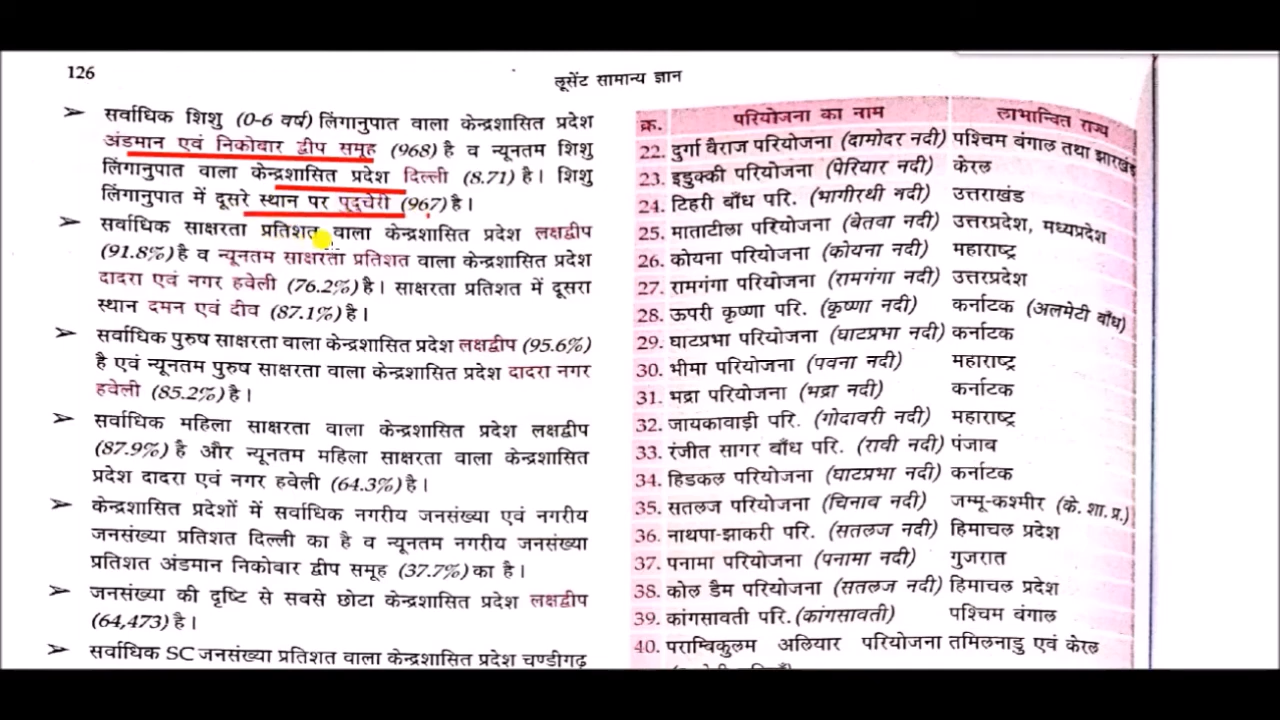 126
लूसेंट सामान्य ज्ञान
➢ सर्वाधिक शिशु (0-6 वर्ष) लिंगानुपात वाला केन्द्रशासित प्रदेश
अंडमान एवं निकोबार द्वीप समूह (968) है व न्यूनतम शिशु
लिंगानुपात वाला केन्द्रशासित प्रदेश दिल्ली (8.71) है। शिशु
लिंगानुपात में दूसरे स्थान पर पुदुचेरी (967) है।
➢ सर्वाधिक साक्षरता प्रतिशत वाला केन्द्रशासित प्रदेश लक्षद्वीप
(91.8%) है व न्यूनतम साक्षरता प्रतिशत वाला केन्द्रशासित प्रदेश
दादरा एवं नगर हवेली (76.2%) है। साक्षरता प्रतिशत में दूसरा
स्थान दमन एवं दीव (87.1%) है।
➢ सर्वाधिक पुरुष साक्षरता वाला केन्द्रशासित प्रदेश लक्षद्वीप (95.6%)
है एवं न्यूनतम पुरुष साक्षरता वाला केन्द्रशासित प्रदेश दादरा नगर
हवेली (85.2%) है।
➢ सर्वाधिक महिला साक्षरता वाला केन्द्रशासित प्रदेश लक्षद्वीप
(87.9%) है और न्यूनतम महिला साक्षरता वाला केन्द्रशासित
प्रदेश दादरा एवं नगर हवेली (64.3%) है।
➢ केन्द्रशासित प्रदेशों में सर्वाधिक नगरीय जनसंख्या एवं नगरीय
जनसंख्या प्रतिशत दिल्ली का है व न्यूनतम नगरीय जनसंख्या
प्रतिशत अंडमान निकोबार द्वीप समूह (37.7%) का है।
➢ जनसंख्या की दृष्टि से सबसे छोटा केन्द्रशासित प्रदेश लक्षद्वीप
(64,473) है।
➢ सर्वाधिक SC जनसंख्या प्रतिशत वाला केन्द्रशासित प्रदेश चण्डीगढ़
क्र. परियोजना का नाम लाभान्वित राज्य
22. दुर्गा बैराज परियोजना (दामोदर नदी) पश्चिम बंगाल तथा झारखंड
23. इडुक्की परियोजना (पेरियार नदी) केरल
24. टिहरी बाँध परि. (भागीरथी नदी) उत्तराखंड
25. माताटीला परियोजना (बेतवा नदी) उत्तरप्रदेश, मध्यप्रदेश
26. कोयना परियोजना (कोयना नदी) महाराष्ट्र
27. रामगंगा परियोजना (रामगंगा नदी) उत्तरप्रदेश
28. ऊपरी कृष्णा परि. (कृष्णा नदी) कर्नाटक (अलमेटी बाँध)
29. घाटप्रभा परियोजना (घाटप्रभा नदी) कर्नाटक
30. भीमा परियोजना (पवना नदी) महाराष्ट्र
31. भद्रा परियोजना (भद्रा नदी) कर्नाटक
32. जायकावाड़ी परि. (गोदावरी नदी) महाराष्ट्र
33. रंजीत सागर बाँध परि. (रावी नदी) पंजाब
34. हिडकल परियोजना (घाटप्रभा नदी) कर्नाटक
35. सतलज परियोजना (चिनाव नदी) जम्मू-कश्मीर (के. शा. प्र.)
36. नाथपा-झाकरी परि. (सतलज नदी) हिमाचल प्रदेश
37. पनामा परियोजना (पनामा नदी) गुजरात
38. कोल डैम परियोजना (सतलज नदी) हिमाचल प्रदेश
39. कांगसावती परि. (कांगसावती) पश्चिम बंगाल
40. पराम्बिकुलम अलियार परियोजना तमिलनाडु एवं केरल